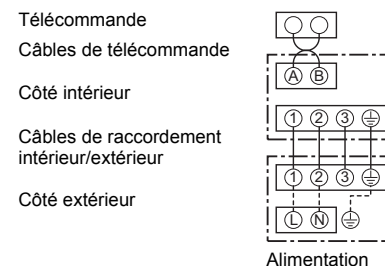 Télécommande
Câbles de télécommande
A B
Côté intérieur
1 2 3
Câbles de raccordement
intérieur/extérieur
1 2 3
Côté extérieur
L N
Alimentation